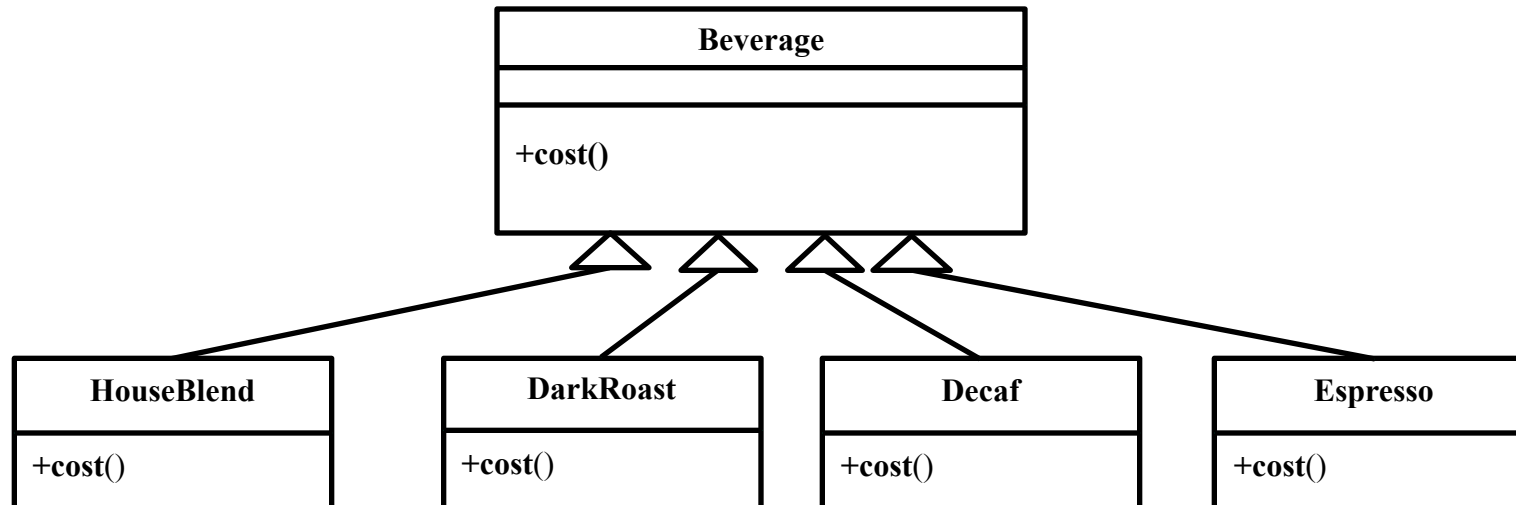 Beverage
+cost()
HouseBlend
DarkRoast
Decaf
Espresso
+cost()
+cost()
+cost()
+cost()